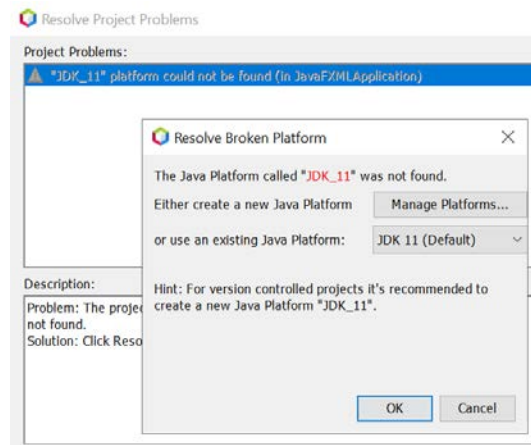 Resolve Project Problems
Project Problems:
"JDK_11" platform could not be found (in JavaFXMLApplication)
Resolve Broken Platform
The Java Platform called "JDK_11" was not found.
Either create a new Java Platform
Manage Platforms...
or use an existing Java Platform:
JDK 11 (Default)
Hint: For version controlled projects it's recommended to
create a new Java Platform "JDK_11".
OK
Cancel
Description:
Problem: The projec
not found.
Solution: Click Reso